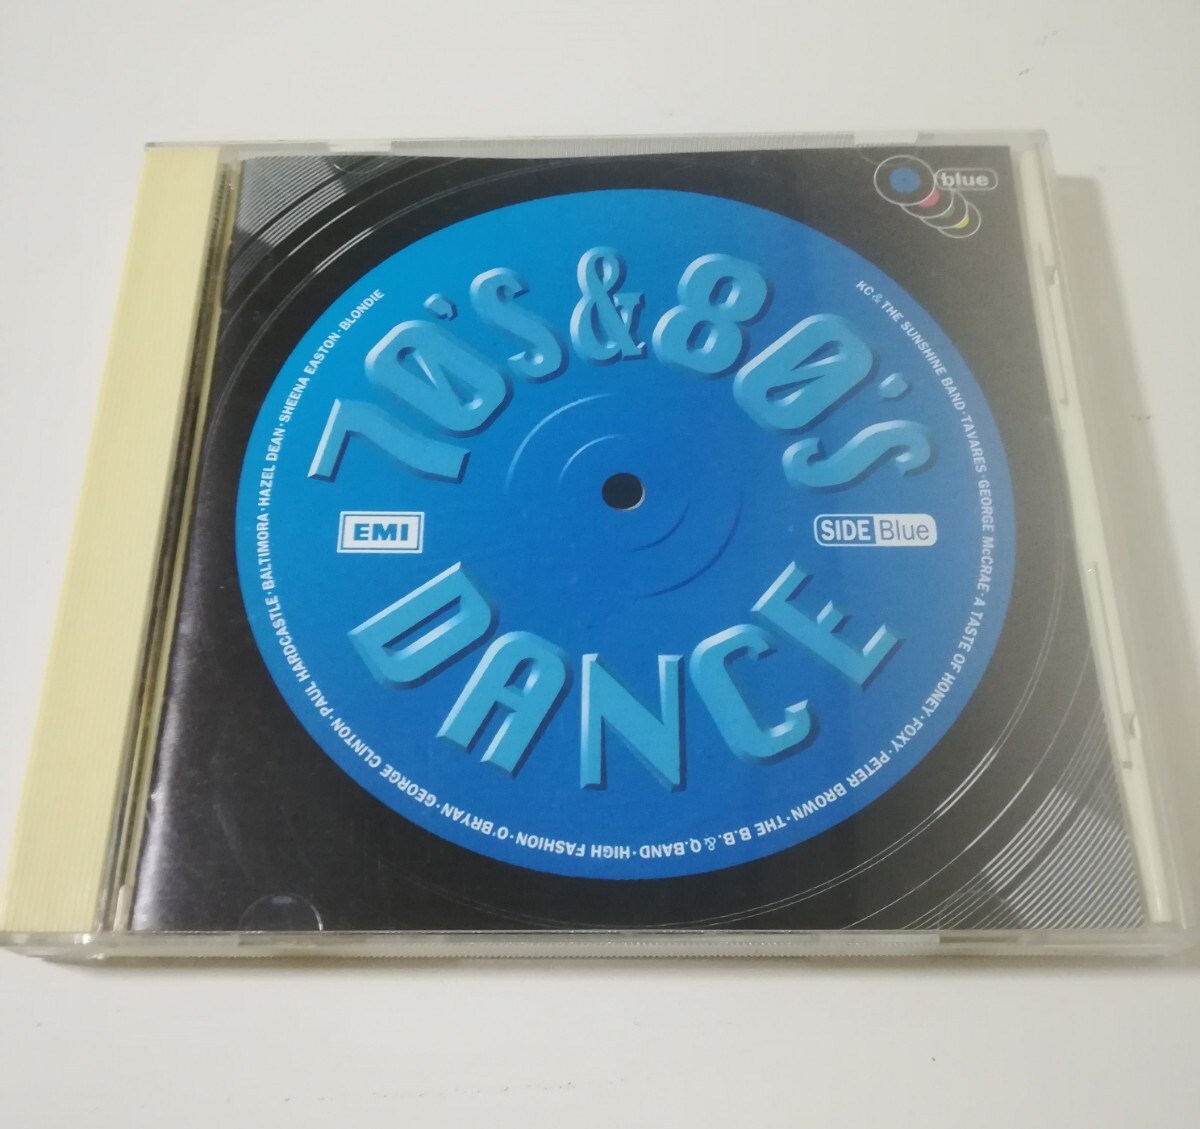 blue
70's & 80's
EMI
SIDE Blue
DANCE
KC & THE SUNSHINE BAND · TAVARES · GEORGE McCRAE · A TASTE OF HONEY · FOXY · PETER BROWN · THE B.B. & Q. BAND · HIGH FASHION · O'BRYAN · GEORGE CLINTON · PAUL HARDCASTLE · BALTIMORA · HAZEL DEAN · SHEENA EASTON · BLONDIE